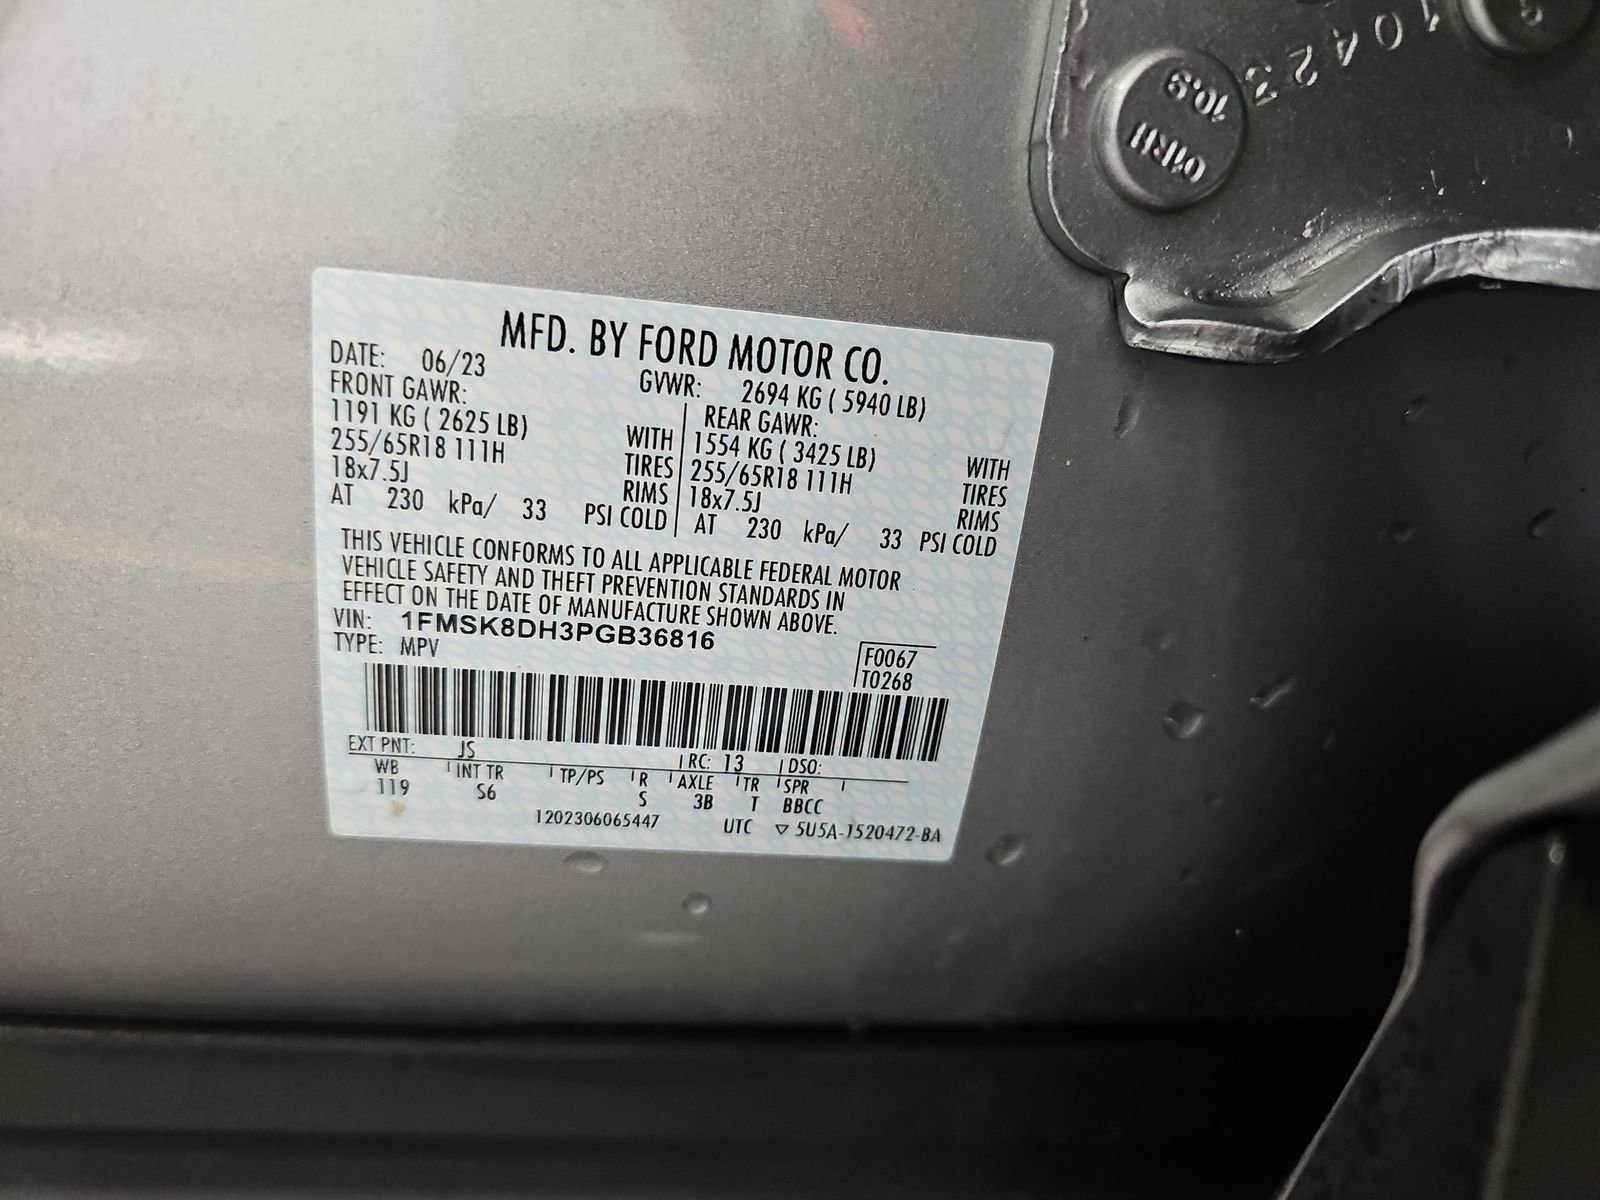 10423
10.9
01RH
9
MFD. BY FORD MOTOR CO.
DATE: 06/23 GVWR: 2694 KG ( 5940 LB)
FRONT GAWR: REAR GAWR:
1191 KG ( 2625 LB) WITH 1554 KG ( 3425 LB) WITH
255/65R18 111H TIRES 255/65R18 111H TIRES
18x7.5J RIMS 18x7.5J RIMS
AT 230 kPa/ 33 PSI COLD AT 230 kPa/ 33 PSI COLD
THIS VEHICLE CONFORMS TO ALL APPLICABLE FEDERAL MOTOR
VEHICLE SAFETY AND THEFT PREVENTION STANDARDS IN
EFFECT ON THE DATE OF MANUFACTURE SHOWN ABOVE.
VIN: 1FMSK8DH3PGB36816
TYPE: MPV
F0067
T0268
EXT PNT: JS RC: 13 DSO:
WB INT TR TP/PS R AXLE TR SPR
119 S6 S 3B T BBCC
1202306065447 UTC ▽ 5U5A-1520472-BA